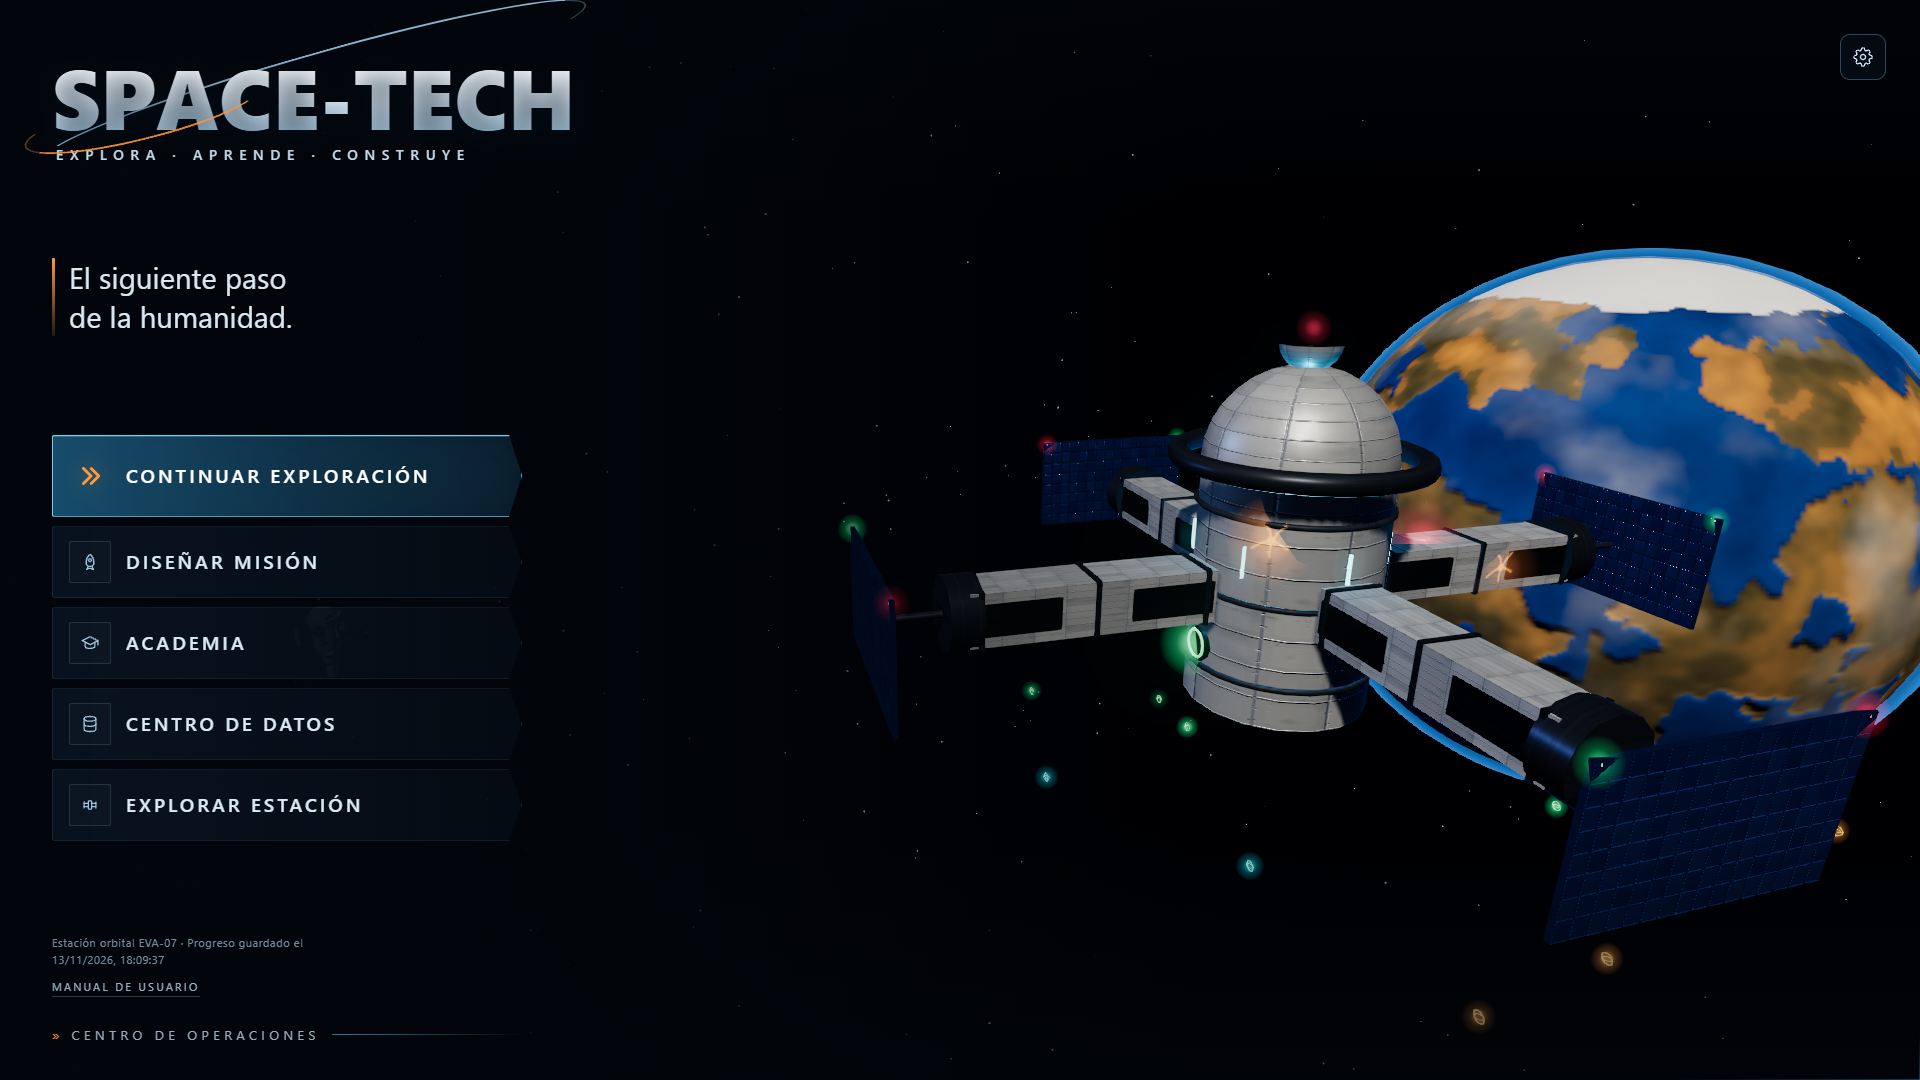 SPACE-TECH
EXPLORA · APRENDE · CONSTRUYE
El siguiente paso
de la humanidad.
CONTINUAR EXPLORACIÓN
DISEÑAR MISIÓN
ACADEMIA
CENTRO DE DATOS
EXPLORAR ESTACIÓN
Estación orbital EVA-07 · Progreso guardado el
13/11/2026, 18:09:37
MANUAL DE USUARIO
» CENTRO DE OPERACIONES